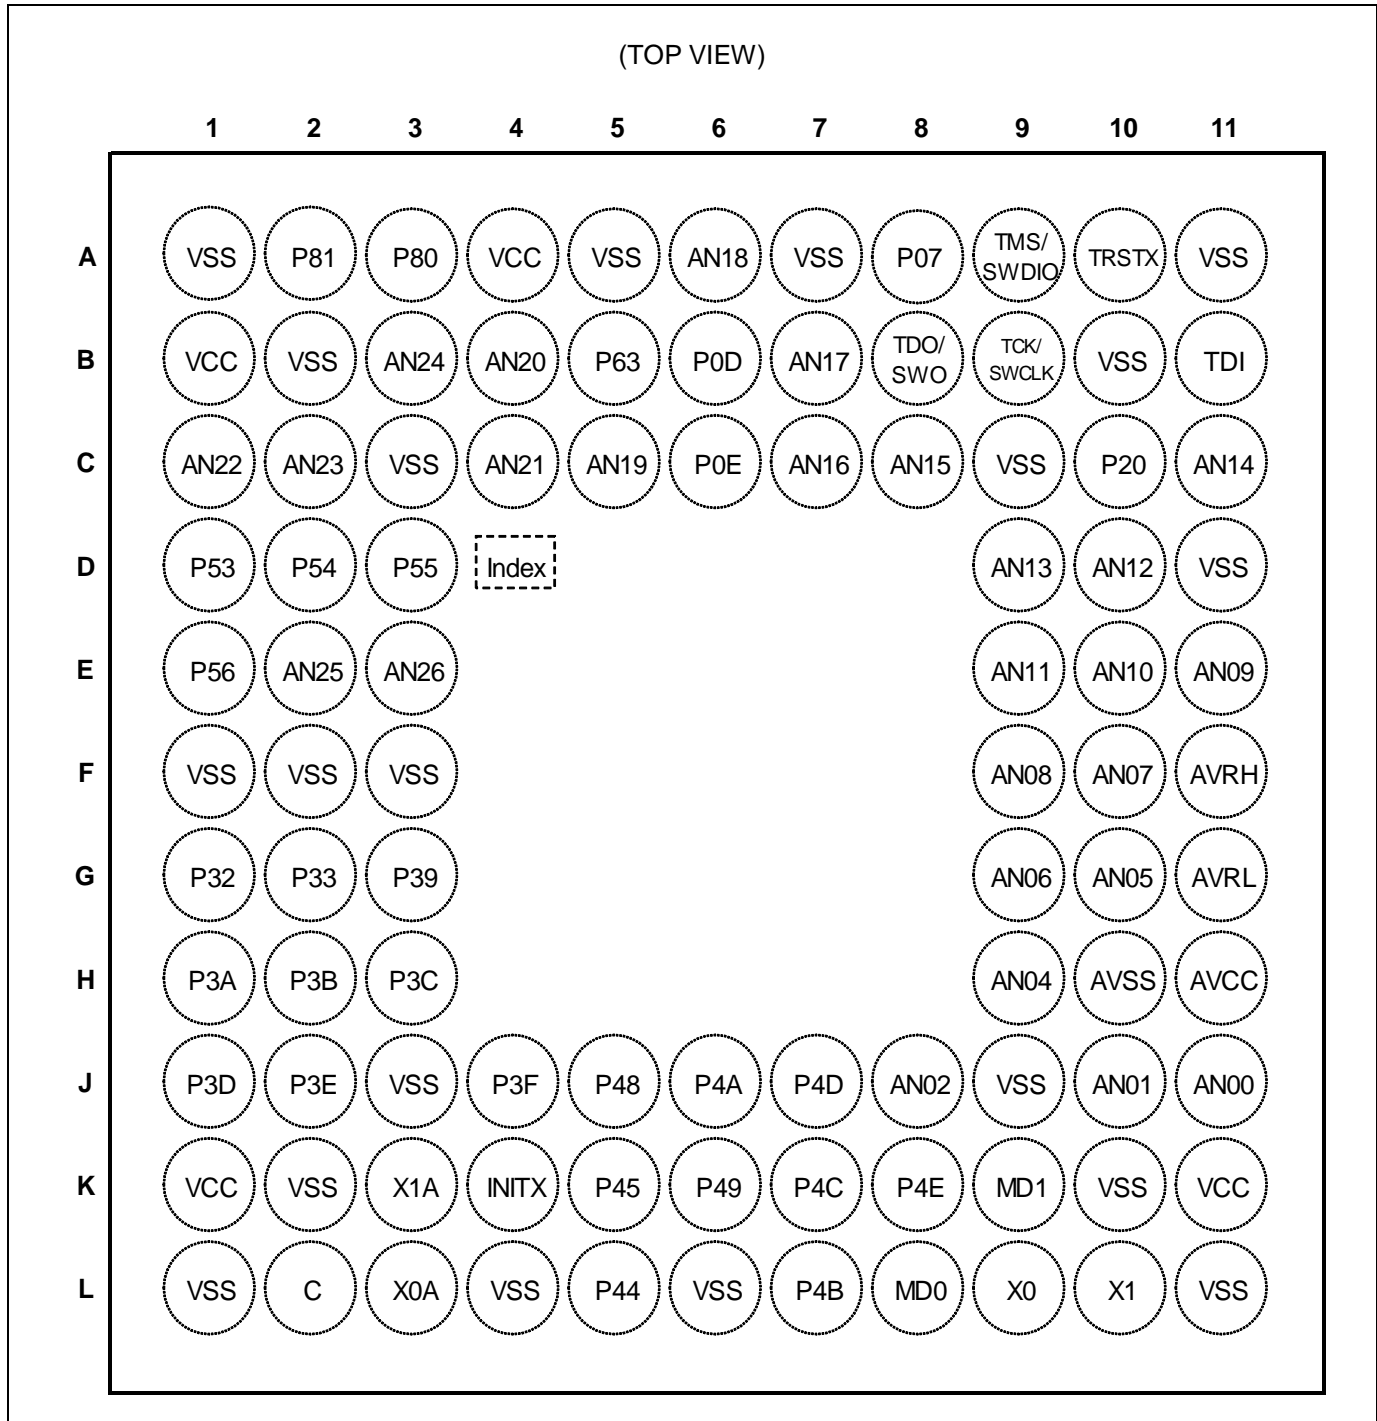 (TOP VIEW)
1 2 3 4 5 6 7 8 9 10 11
A VSS P81 P80 VCC VSS AN18 VSS P07 TMS/SWDIO TRSTX VSS
B VCC VSS AN24 AN20 P63 P0D AN17 TDO/SWO TCK/SWCLK VSS TDI
C AN22 AN23 VSS AN21 AN19 P0E AN16 AN15 VSS P20 AN14
D P53 P54 P55 Index AN13 AN12 VSS
E P56 AN25 AN26 AN11 AN10 AN09
F VSS VSS VSS AN08 AN07 AVRH
G P32 P33 P39 AN06 AN05 AVRL
H P3A P3B P3C AN04 AVSS AVCC
J P3D P3E VSS P3F P48 P4A P4D AN02 VSS AN01 AN00
K VCC VSS X1A INITX P45 P49 P4C P4E MD1 VSS VCC
L VSS C X0A VSS P44 VSS P4B MD0 X0 X1 VSS